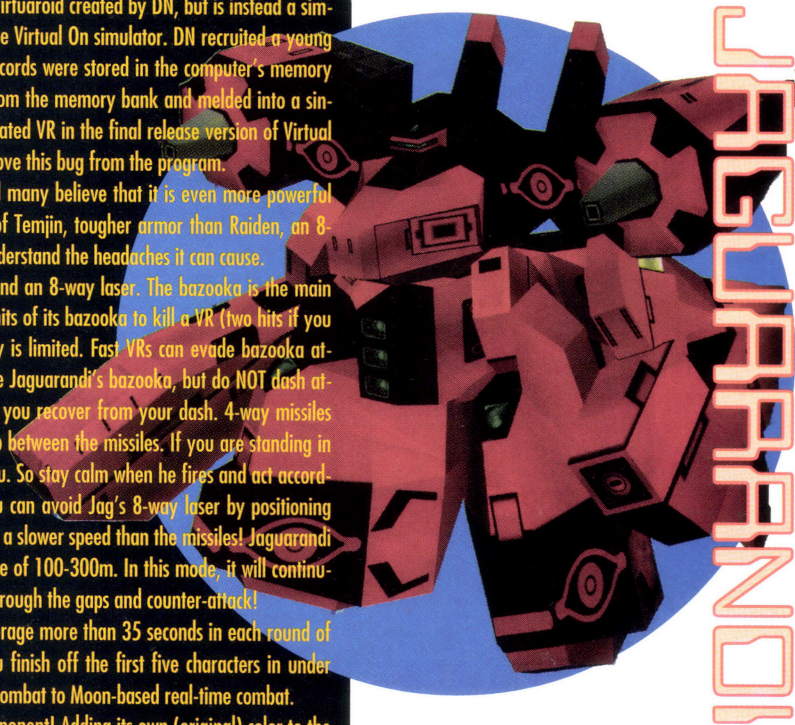 irtuaroid created by DN, but is instead a sim-
e Virtual On simulator. DN recruited a young
cords were stored in the computer's memory
om the memory bank and melded into a sin-
ated VR in the final release version of Virtual
ove this bug from the program.
l many believe that it is even more powerful
of Temjin, tougher armor than Raiden, an 8-
derstand the headaches it can cause.
nd an 8-way laser. The bazooka is the main
nits of its bazooka to kill a VR (two hits if you
y is limited. Fast VRs can evade bazooka at-
e Jaguarandi's bazooka, but do NOT dash at-
you recover from your dash. 4-way missiles
o between the missiles. If you are standing in
u. So stay calm when he fires and act accord-
u can avoid Jag's 8-way laser by positioning
a slower speed than the missiles! Jaguarandi
e of 100-300m. In this mode, it will continu-
rough the gaps and counter-attack!
rage more than 35 seconds in each round of
u finish off the first five characters in under
ombat to Moon-based real-time combat.
ponent! Adding its own (original) color to the
JAGUARANDI